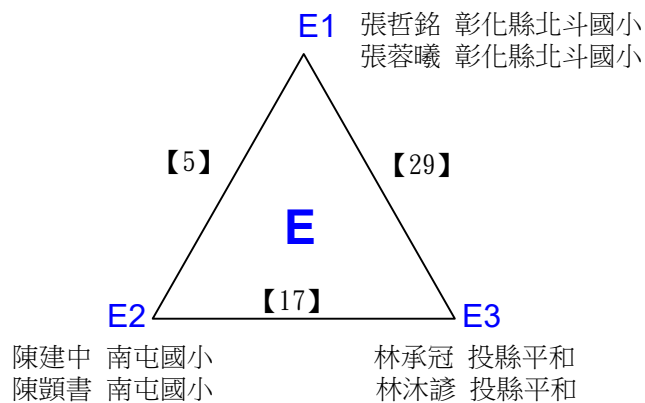 E1
張哲銘 彰化縣北斗國小
張蓉曦 彰化縣北斗國小
【5】
【29】
E
【17】
E2
E3
陳建中 南屯國小
陳顗書 南屯國小
林承冠 投縣平和
林沐諺 投縣平和